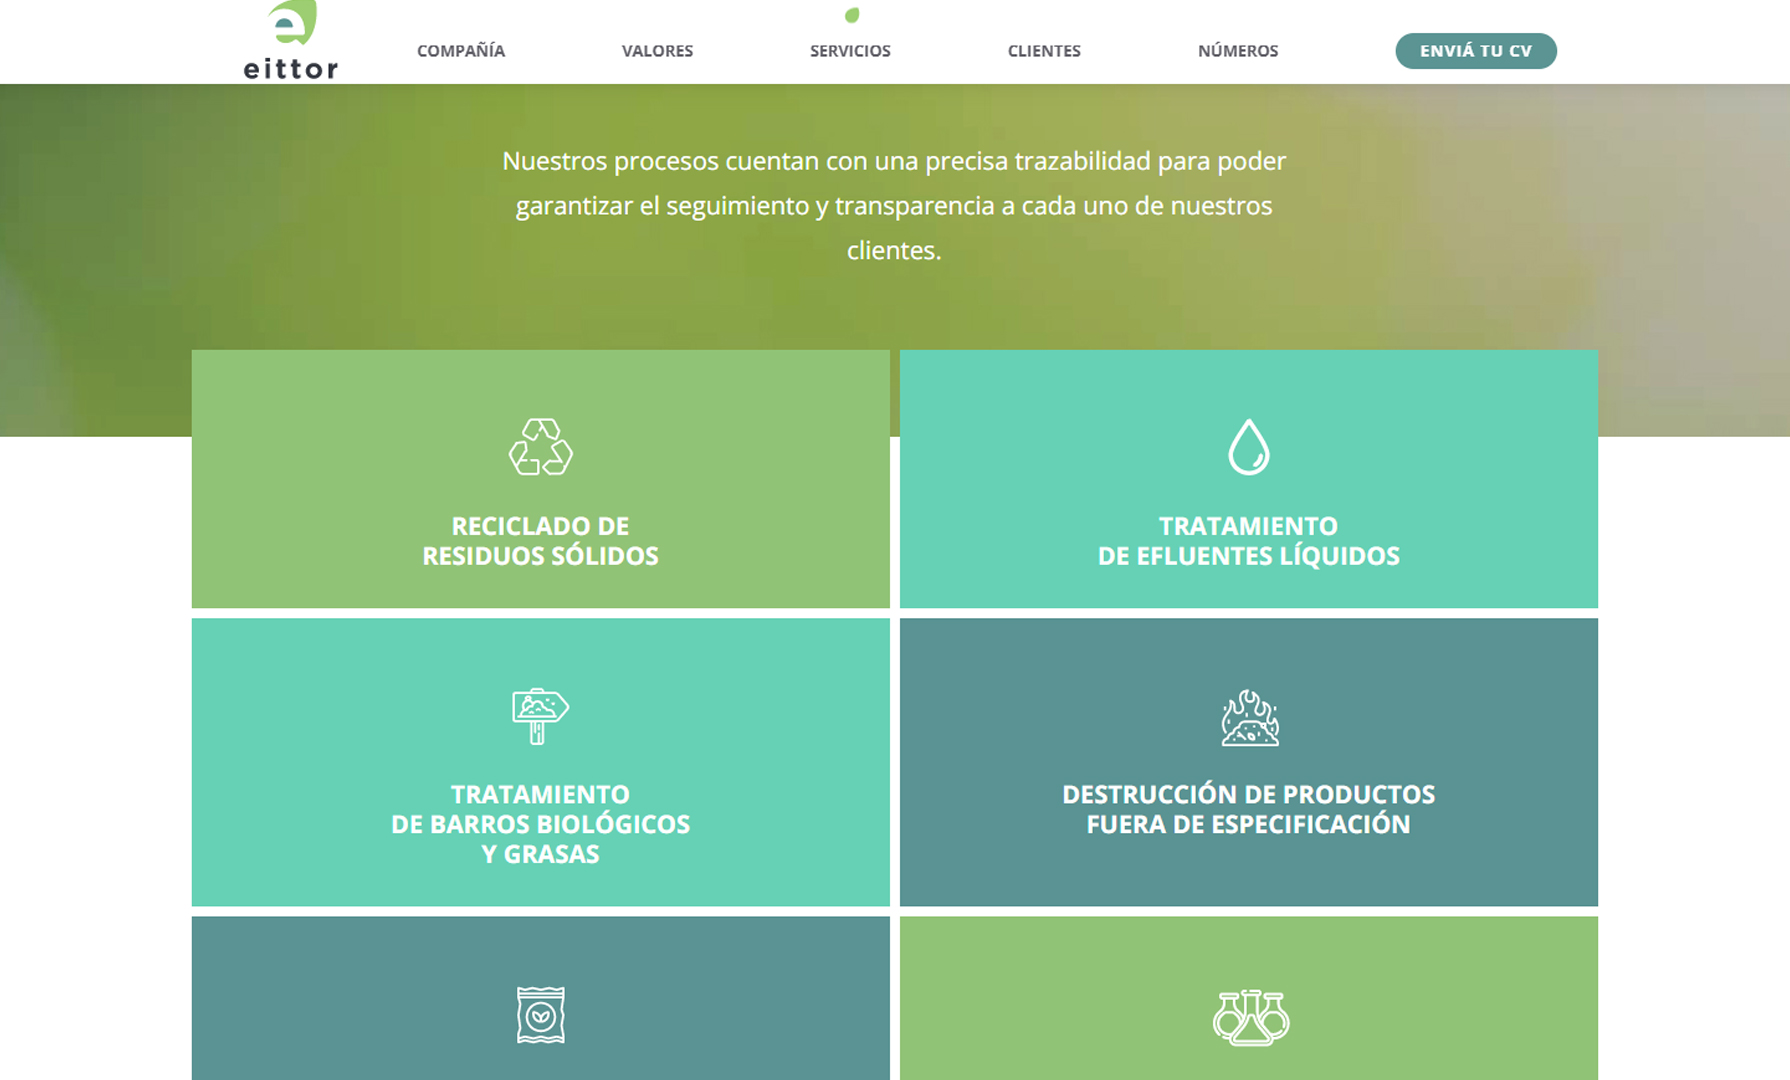 eittor
COMPAÑÍA
VALORES
SERVICIOS
CLIENTES
NÚMEROS
ENVIÁ TU CV
Nuestros procesos cuentan con una precisa trazabilidad para poder
garantizar el seguimiento y transparencia a cada uno de nuestros
clientes.
RECICLADO DE
RESIDUOS SÓLIDOS
TRATAMIENTO
DE EFLUENTES LÍQUIDOS
TRATAMIENTO
DE BARROS BIOLÓGICOS
Y GRASAS
DESTRUCCIÓN DE PRODUCTOS
FUERA DE ESPECIFICACIÓN